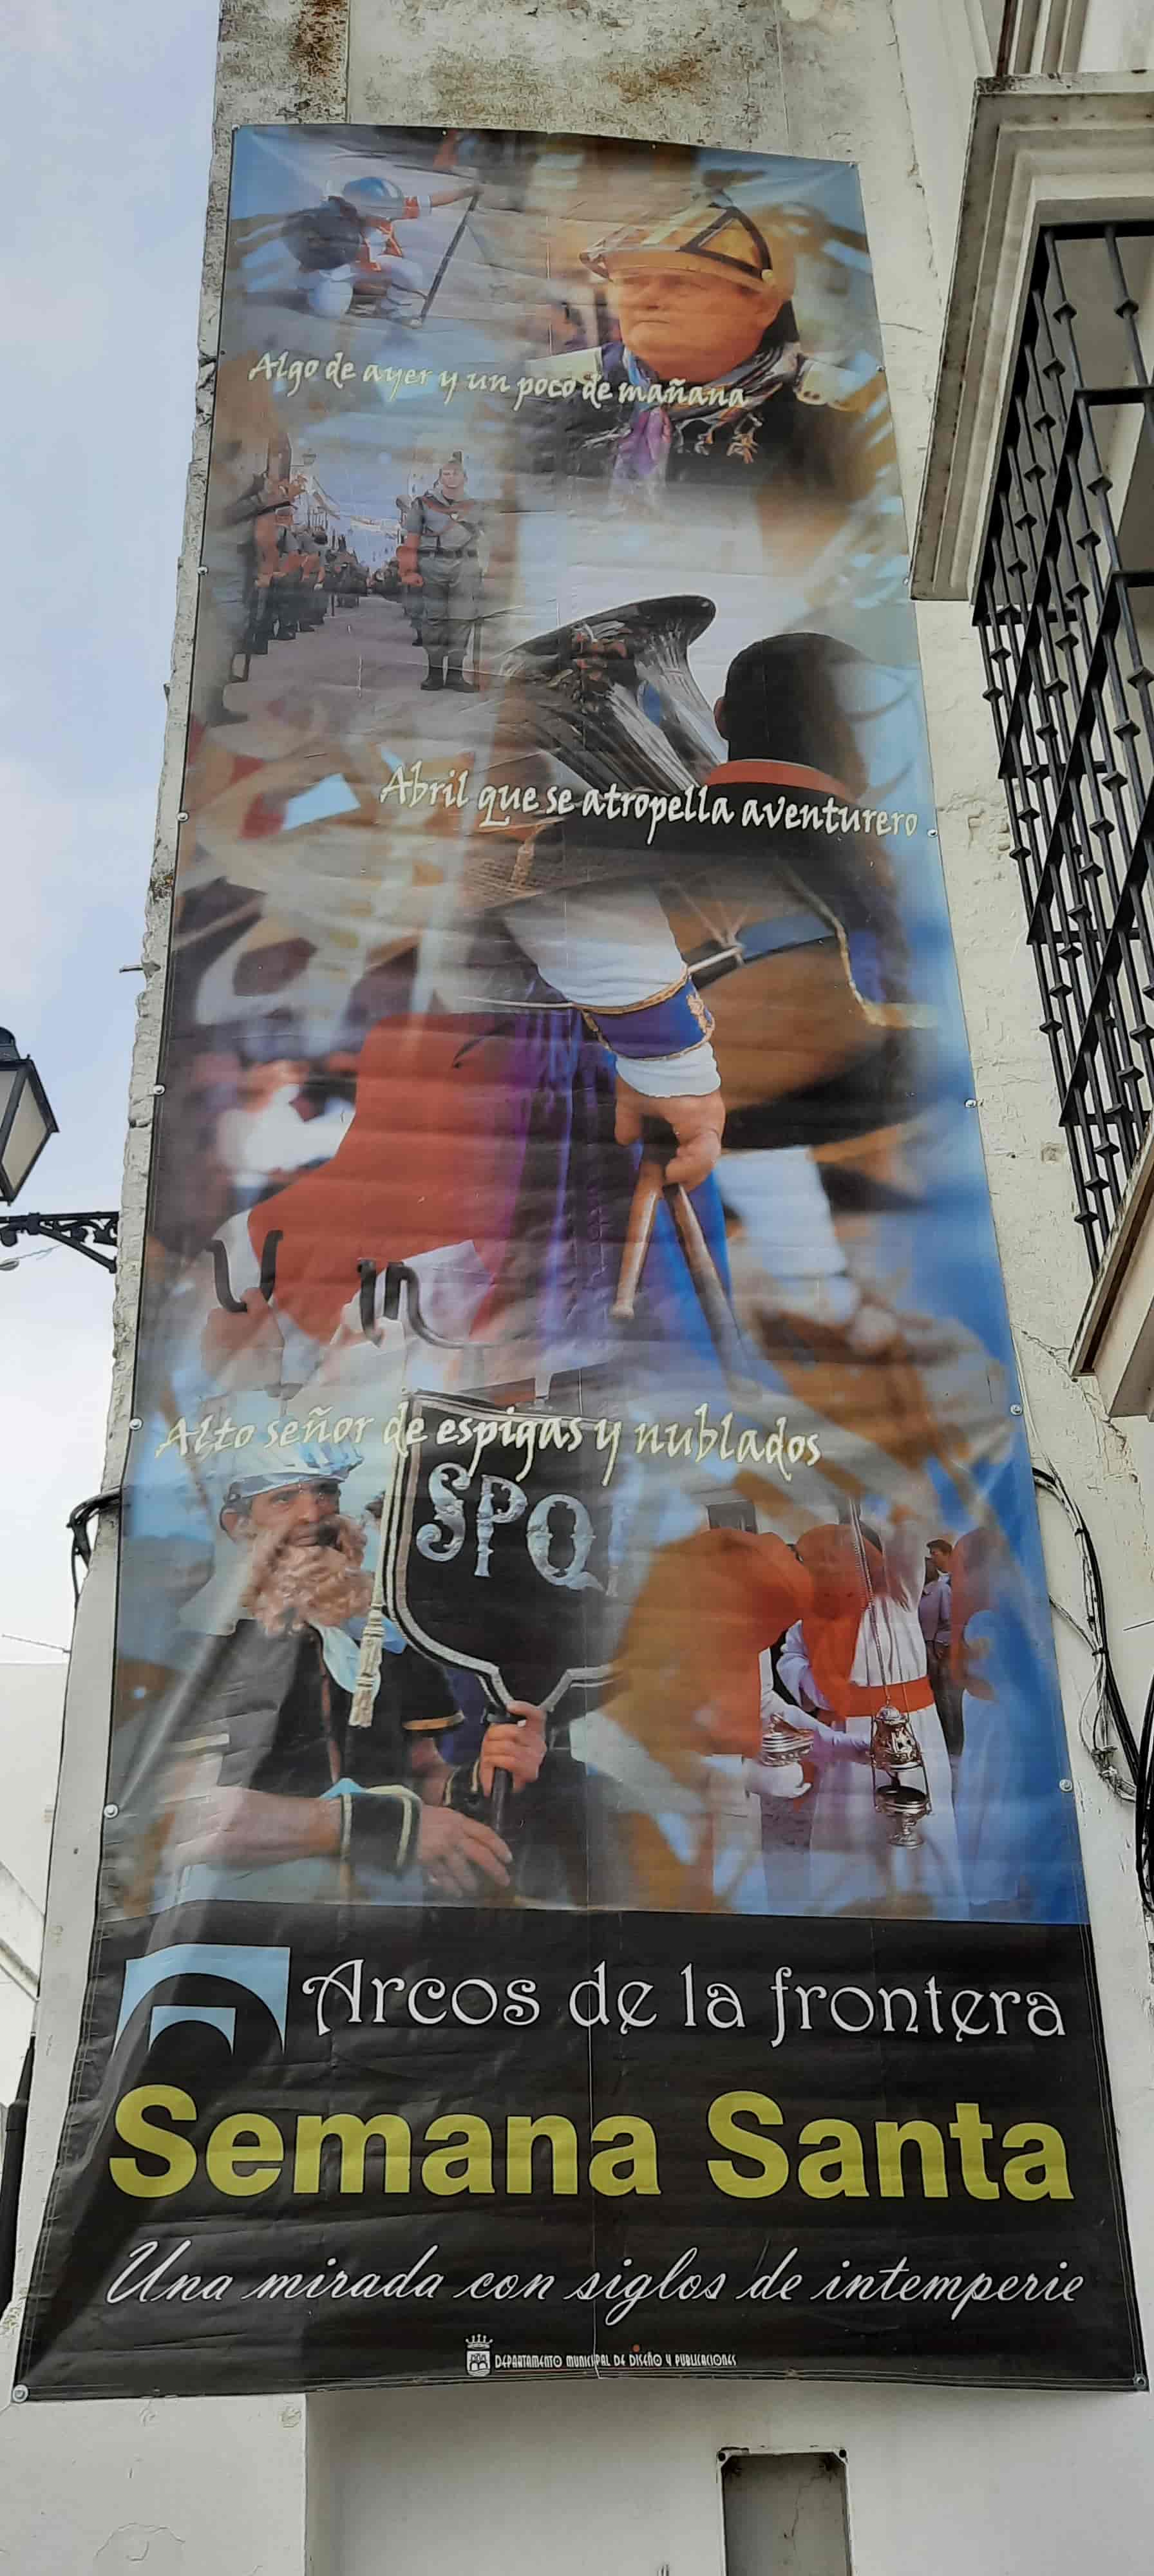 Algo de ayer y un poco de mañana
Abril que se atropella aventurero
Alto señor de espigas y nublados
SPQ
Arcos de la frontera
Semana Santa
Una mirada con siglos de intemperie
DEPARTAMENTO MUNICIPAL DE DISEÑO Y PUBLICACIONES